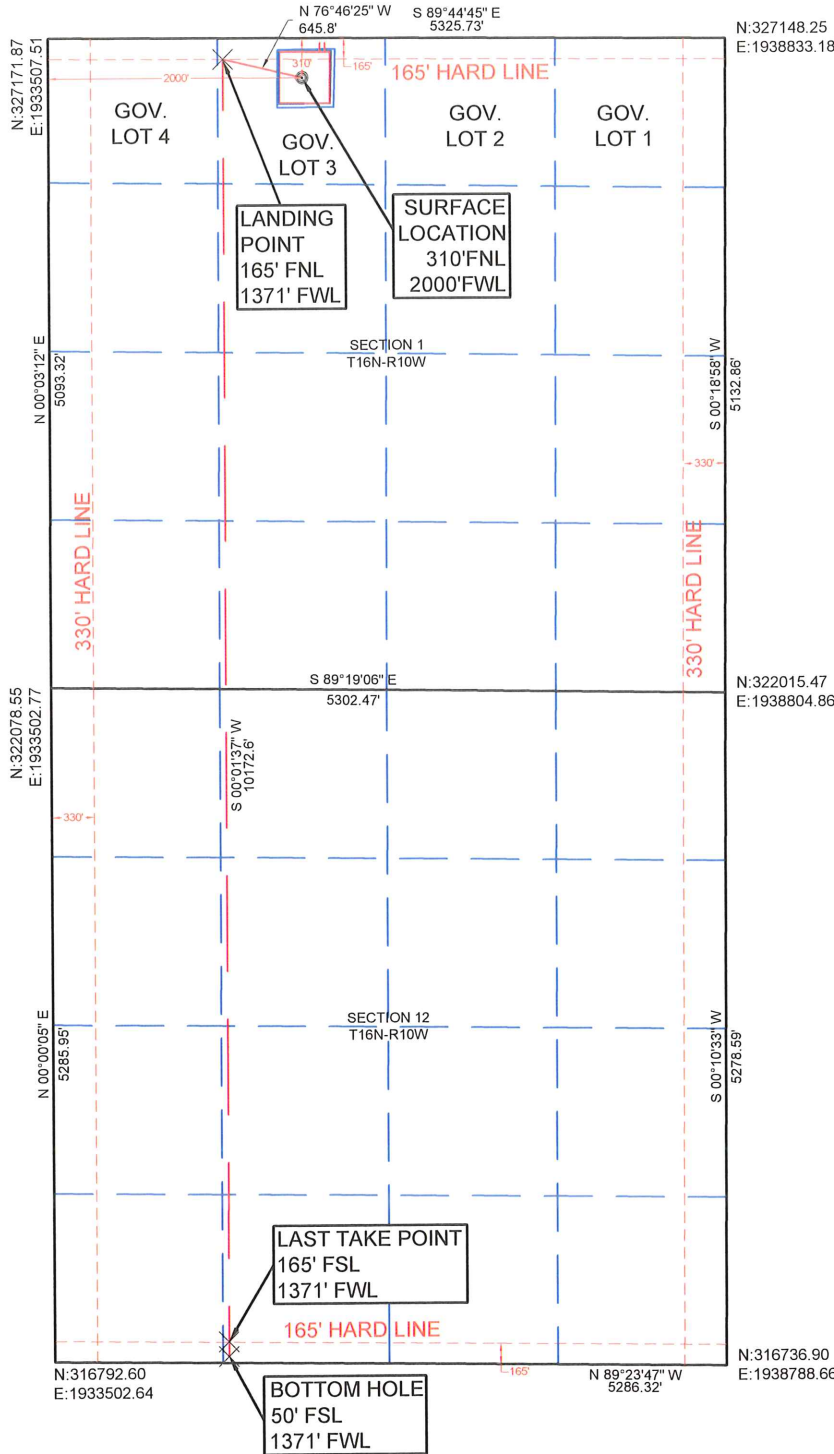 N 76°46'25" W
645.8'
S 89°44'45" E
5325.73'
N:327148.25
E:1938833.18
N:327171.87
E:1933507.51
2000'
310'
165'
165' HARD LINE
GOV.
LOT 4
GOV.
LOT 3
GOV.
LOT 2
GOV.
LOT 1
LANDING
POINT
165' FNL
1371' FWL
SURFACE
LOCATION
310'FNL
2000'FWL
SECTION 1
T16N-R10W
N 00°03'12" E
5093.32'
S 00°18'58" W
5132.86'
330'
330' HARD LINE
330' HARD LINE
S 89°19'06" E
5302.47'
N:322015.47
E:1938804.86
N:322078.55
E:1933502.77
S 00°01'37" W
10172.6'
330'
SECTION 12
T16N-R10W
N 00°00'05" E
5285.95'
S 00°10'33" W
5278.59'
LAST TAKE POINT
165' FSL
1371' FWL
165' HARD LINE
165'
N:316792.60
E:1933502.64
N 89°23'47" W
5286.32'
N:316736.90
E:1938788.66
BOTTOM HOLE
50' FSL
1371' FWL